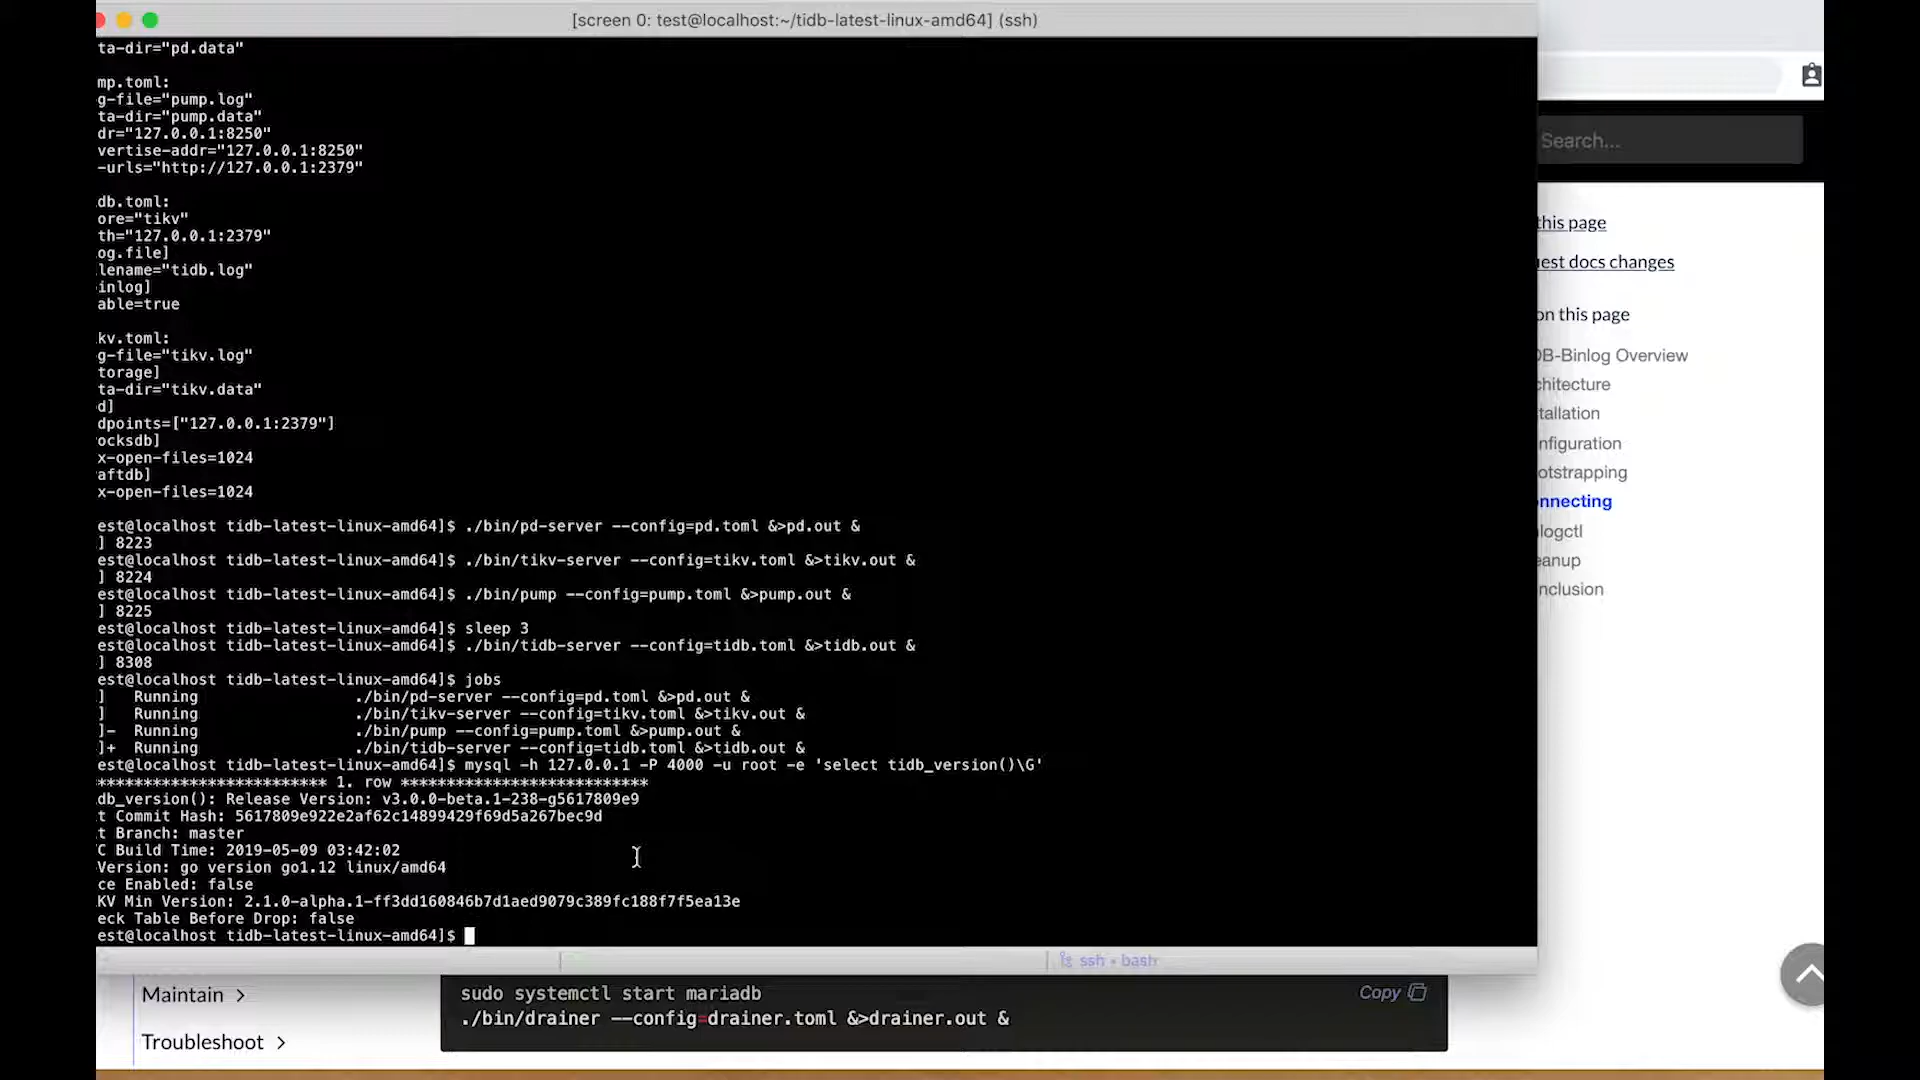 [screen 0: test@localhost:~/tidb-latest-linux-amd64] (ssh)
ta-dir="pd.data"
mp.toml:
g-file="pump.log"
ta-dir="pump.data"
dr="127.0.0.1:8250"
vertise-addr="127.0.0.1:8250"
-urls="http://127.0.0.1:2379"
db.toml:
ore="tikv"
th="127.0.0.1:2379"
og.file]
lename="tidb.log"
inlog]
able=true
kv.toml:
g-file="tikv.log"
torage]
ta-dir="tikv.data"
d]
dpoints=["127.0.0.1:2379"]
ocksdb]
x-open-files=1024
aftdb]
x-open-files=1024
est@localhost tidb-latest-linux-amd64]$ ./bin/pd-server --config=pd.toml &>pd.out &
] 8223
est@localhost tidb-latest-linux-amd64]$ ./bin/tikv-server --config=tikv.toml &>tikv.out &
] 8224
est@localhost tidb-latest-linux-amd64]$ ./bin/pump --config=pump.toml &>pump.out &
] 8225
est@localhost tidb-latest-linux-amd64]$ sleep 3
est@localhost tidb-latest-linux-amd64]$ ./bin/tidb-server --config=tidb.toml &>tidb.out &
] 8308
est@localhost tidb-latest-linux-amd64]$ jobs
] Running ./bin/pd-server --config=pd.toml &>pd.out &
] Running ./bin/tikv-server --config=tikv.toml &>tikv.out &
]- Running ./bin/pump --config=pump.toml &>pump.out &
]+ Running ./bin/tidb-server --config=tidb.toml &>tidb.out &
est@localhost tidb-latest-linux-amd64]$ mysql -h 127.0.0.1 -P 4000 -u root -e 'select tidb_version()\G'
************************* 1. row ***************************
db_version(): Release Version: v3.0.0-beta.1-238-g5617809e9
t Commit Hash: 5617809e922e2af62c14899429f69d5a267bec9d
t Branch: master
C Build Time: 2019-05-09 03:42:02
Version: go version go1.12 linux/amd64
ce Enabled: false
KV Min Version: 2.1.0-alpha.1-ff3dd160846b7d1aed9079c389fc188f7f5ea13e
eck Table Before Drop: false
est@localhost tidb-latest-linux-amd64]$
ssh • bash
Search...
this page
est docs changes
on this page
DB-Binlog Overview
chitecture
tallation
nfiguration
otstrapping
nnecting
logctl
eanup
nclusion
Maintain >
Troubleshoot >
sudo systemctl start mariadb
Copy
./bin/drainer --config=drainer.toml &>drainer.out &